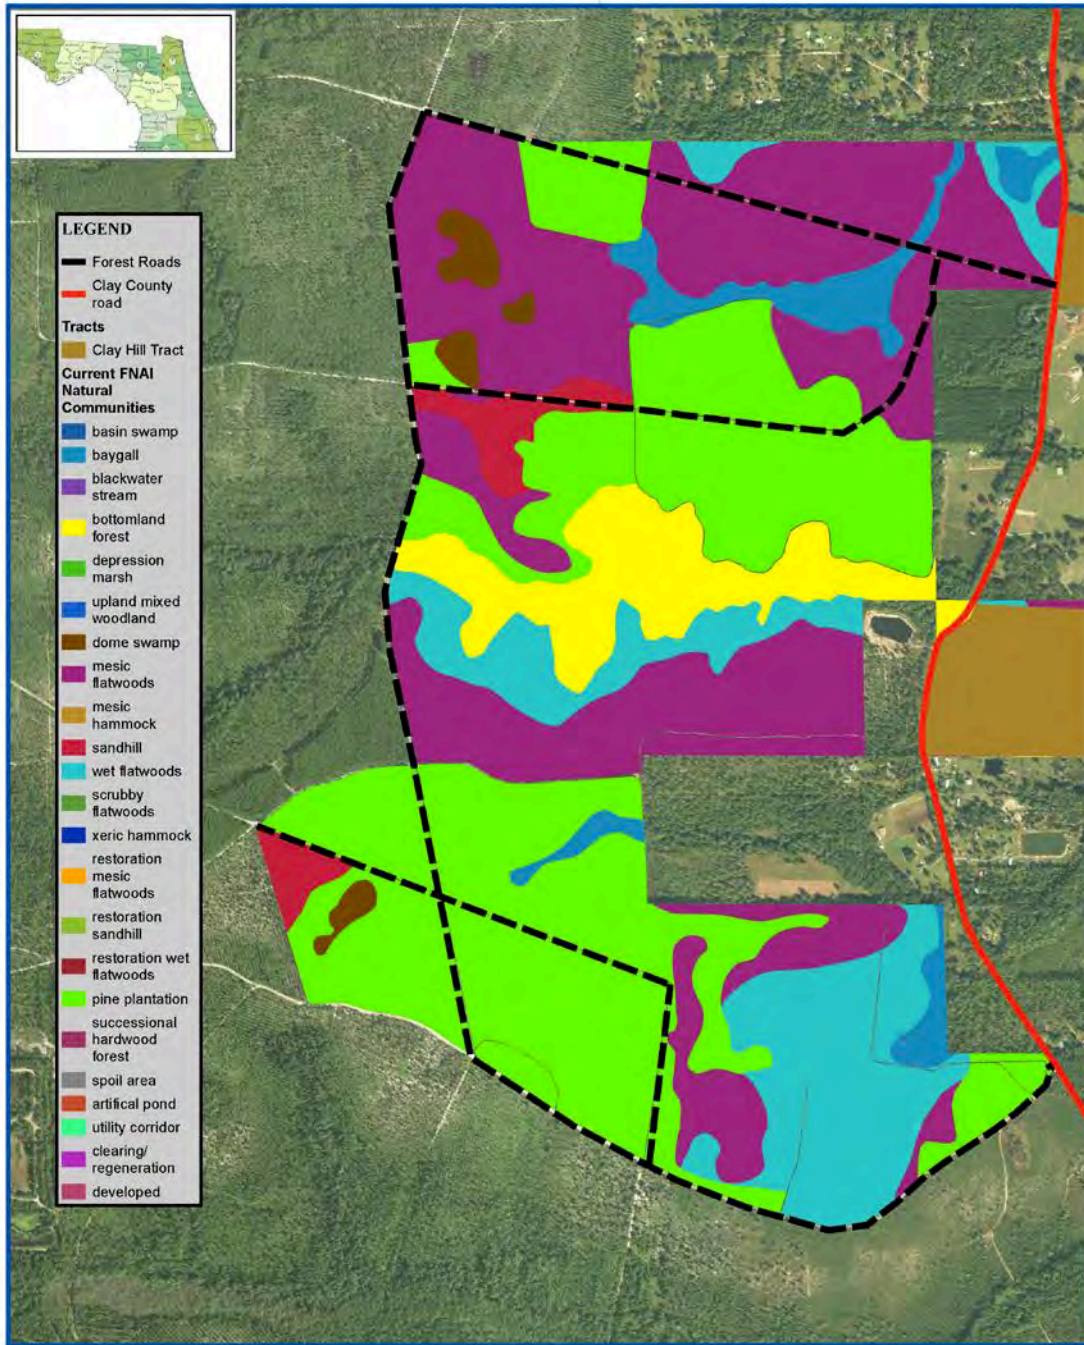 LEGEND
Forest Roads
Clay County
road
Tracts
Clay Hill Tract
Current FNAI
Natural
Communities
basin swamp
baygall
blackwater
stream
bottomland
forest
depression
marsh
upland mixed
woodland
dome swamp
mesic
flatwoods
mesic
hammock
sandhill
wet flatwoods
scrubby
flatwoods
xeric hammock
restoration
mesic
flatwoods
restoration
sandhill
restoration wet
flatwoods
pine plantation
successional
hardwood
forest
spoil area
artifical pond
utility corridor
clearing/
regeneration
developed